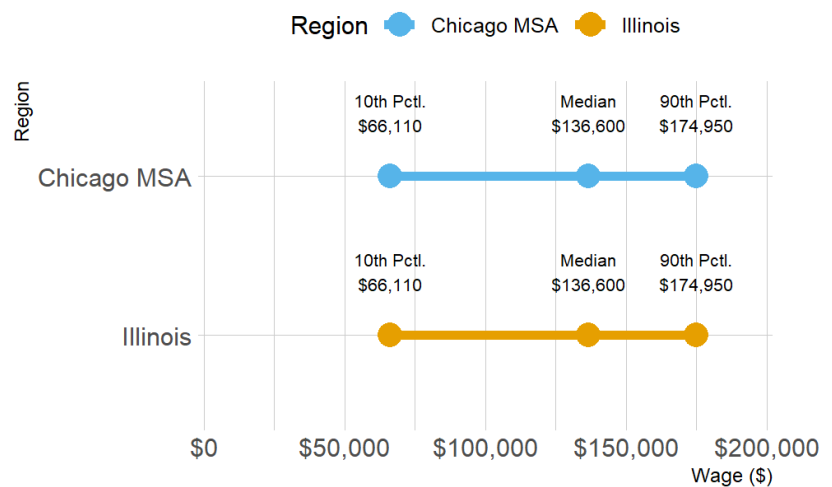 Region Chicago MSA Illinois
Region
10th Pctl. Median 90th Pctl.
$66,110 $136,600 $174,950
Chicago MSA
10th Pctl. Median 90th Pctl.
$66,110 $136,600 $174,950
Illinois
$0 $50,000 $100,000 $150,000 $200,000
Wage ($)